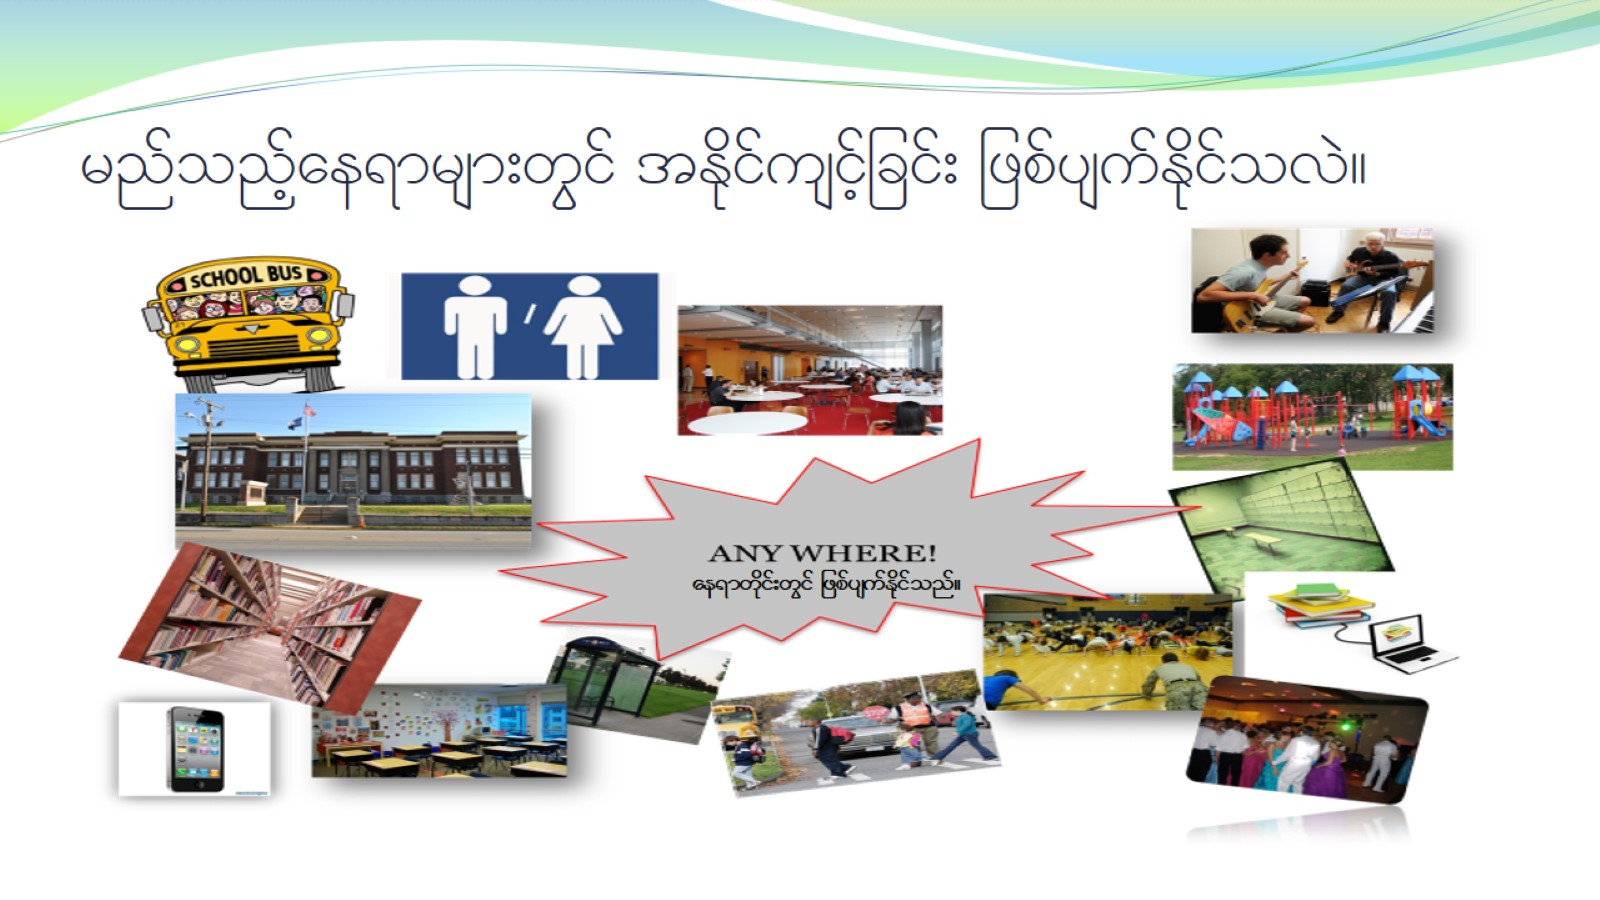 မည်သည့်နေရာများတွင် အနိုင်ကျင့်ခြင်း ဖြစ်ပျက်နိုင်သလဲ။
SCHOOL BUS
ANY WHERE!
နေရာတိုင်းတွင် ဖြစ်ပျက်နိုင်သည်။